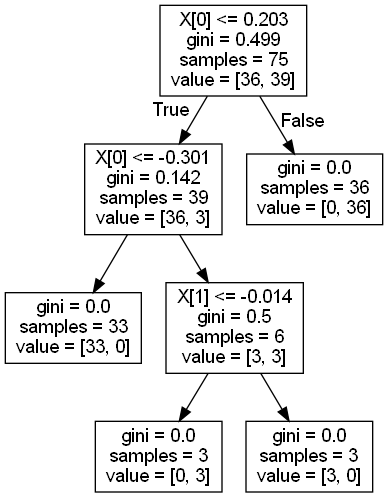 X[0] <= 0.203
gini = 0.499
samples = 75
value = [36, 39]
True
False
X[0] <= -0.301
gini = 0.142
samples = 39
value = [36, 3]
gini = 0.0
samples = 36
value = [0, 36]
gini = 0.0
samples = 33
value = [33, 0]
X[1] <= -0.014
gini = 0.5
samples = 6
value = [3, 3]
gini = 0.0
samples = 3
value = [0, 3]
gini = 0.0
samples = 3
value = [3, 0]